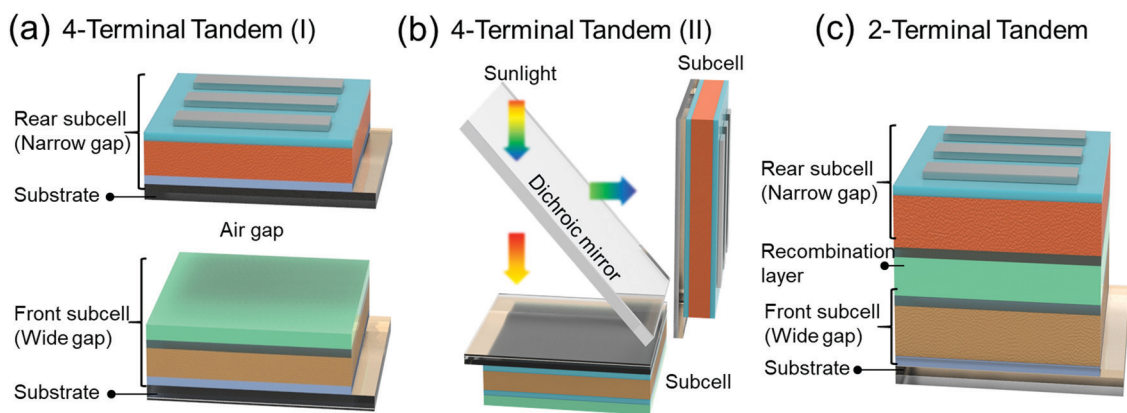 (a) 4-Terminal Tandem (I)
Rear subcell
(Narrow gap)
Substrate
Air gap
Front subcell
(Wide gap)
Substrate
(b) 4-Terminal Tandem (II)
Sunlight
Subcell
Dichroic mirror
Subcell
(c) 2-Terminal Tandem
Rear subcell
(Narrow gap)
Recombination
layer
Front subcell
(Wide gap)
Substrate